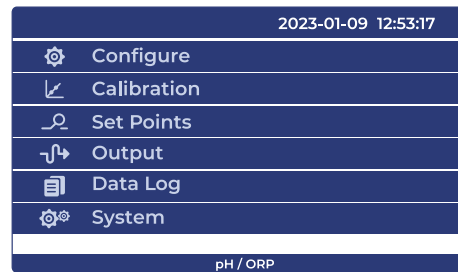 2023-01-09 12:53:17
Configure
Calibration
Set Points
Output
Data Log
System
pH / ORP